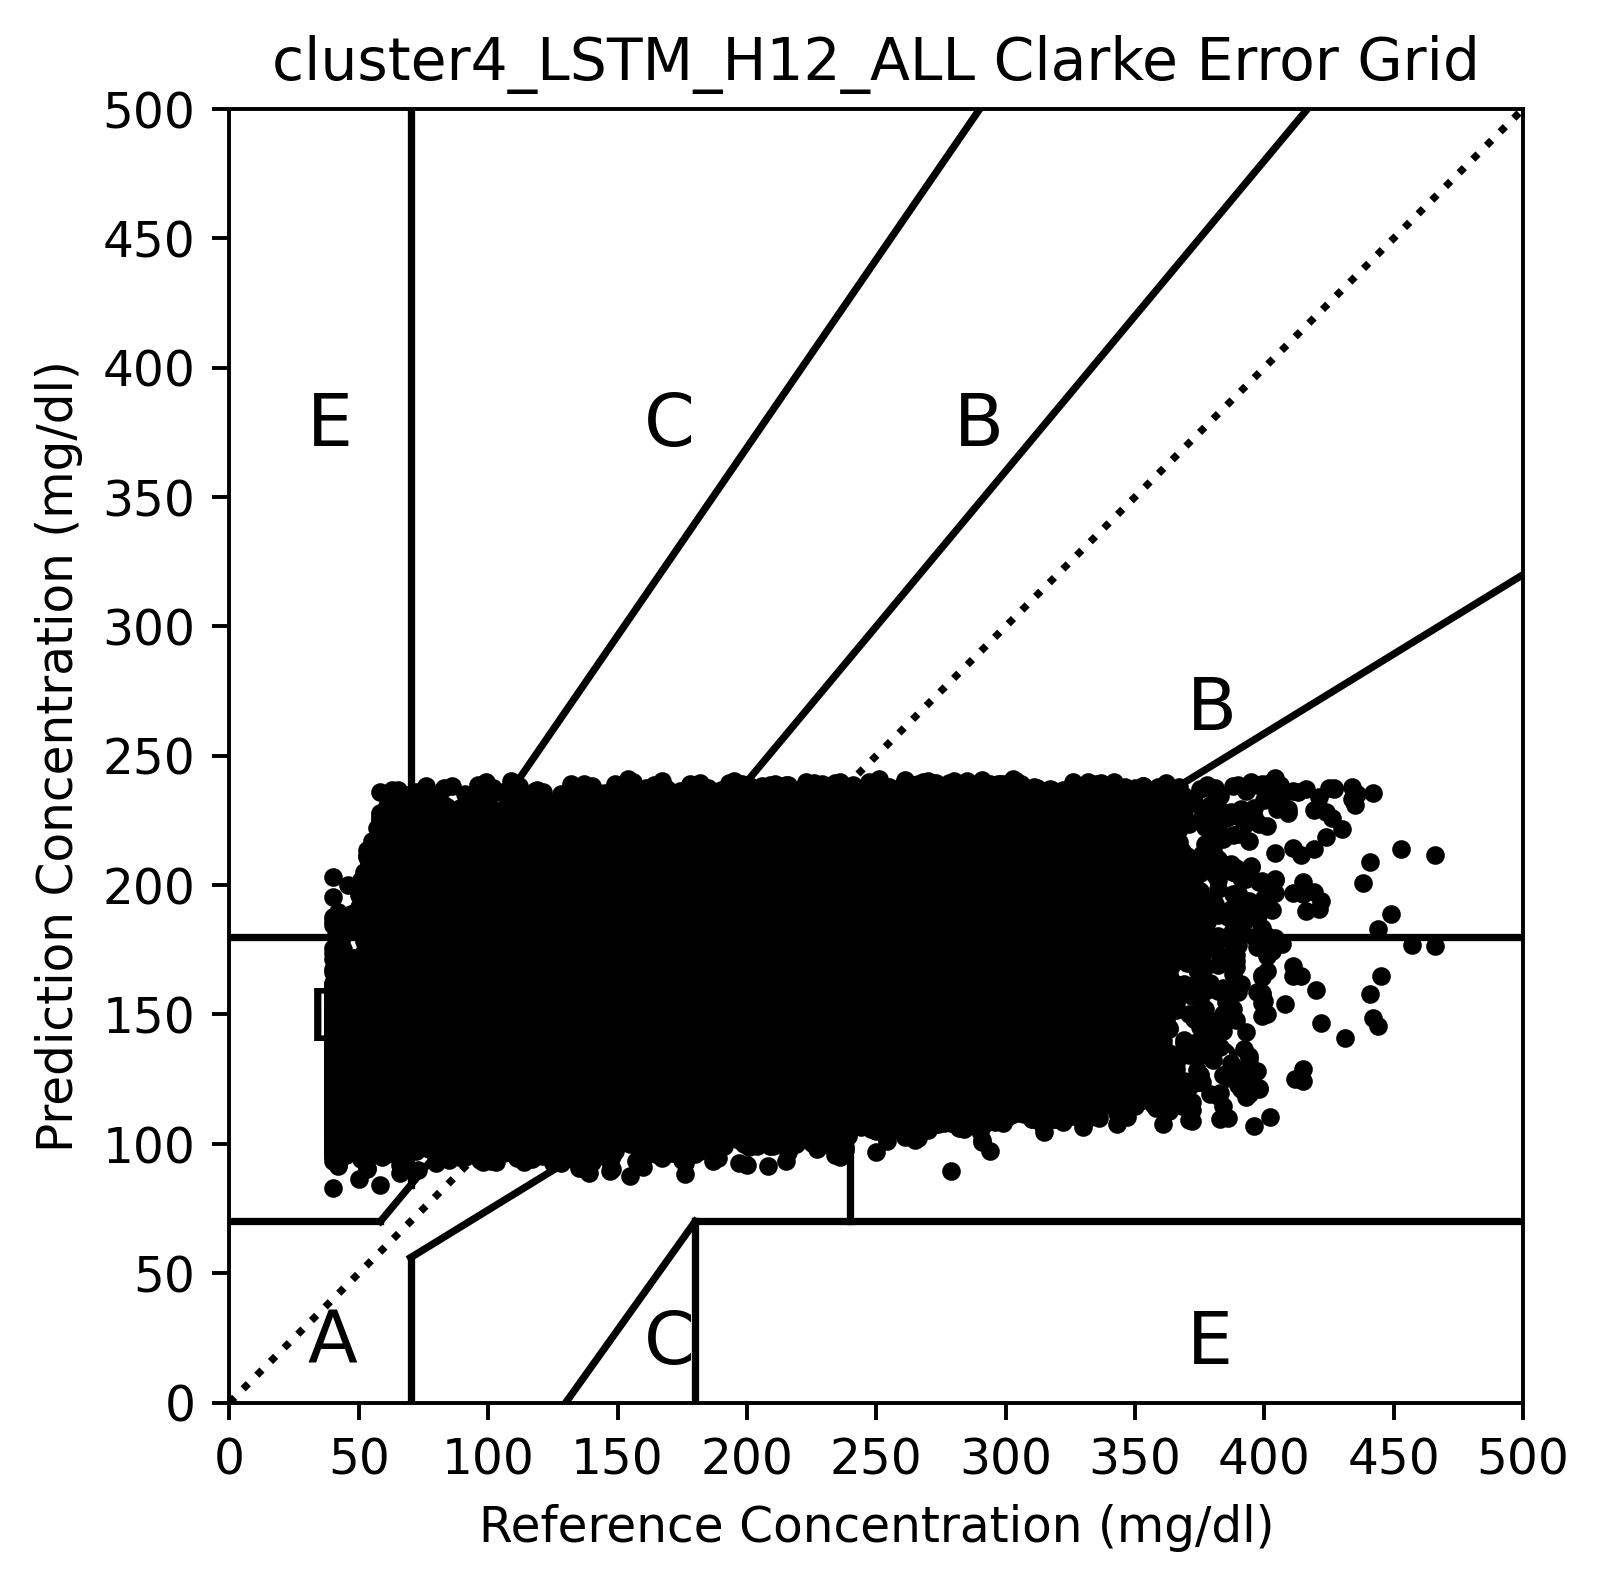 cluster4_LSTM_H12_ALL Clarke Error Grid
500
450
400
350
300
250
200
150
100
50
0
Prediction Concentration (mg/dl)
E
C
B
B
A
C
E
0 50 100 150 200 250 300 350 400 450 500
Reference Concentration (mg/dl)